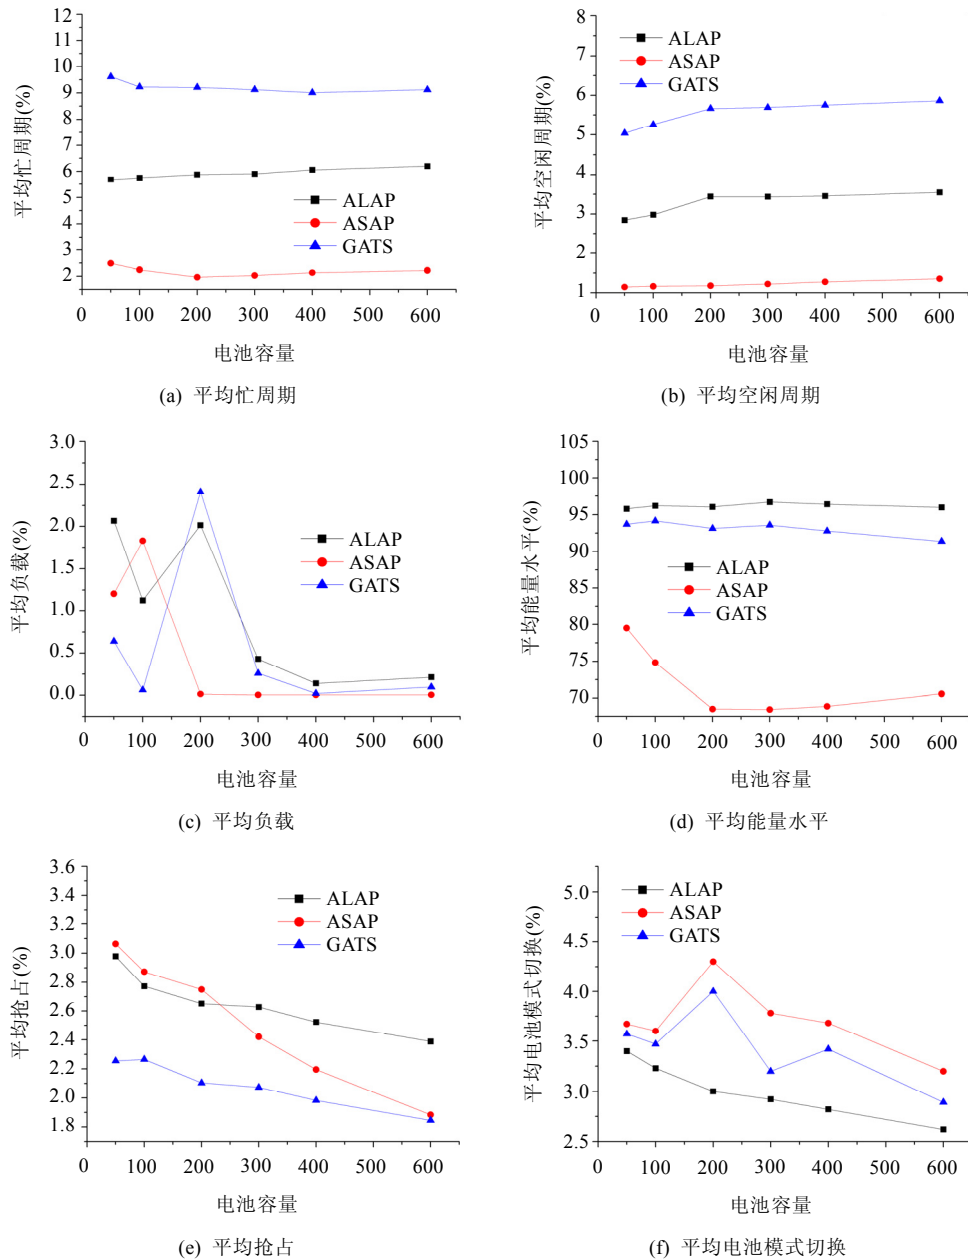 12
11
10
9
8
7
6
5
4
3
2
平均忙周期(%)
ALAP
ASAP
GATS
0 100 200 300 400 500 600
电池容量
(a) 平均忙周期
8
7
6
5
4
3
2
1
平均空闲周期(%)
ALAP
ASAP
GATS
0 100 200 300 400 500 600
电池容量
(b) 平均空闲周期
3.0
2.5
2.0
1.5
1.0
0.5
0.0
平均负载(%)
ALAP
ASAP
GATS
0 100 200 300 400 500 600
电池容量
(c) 平均负载
105
100
95
90
85
80
75
70
平均能量水平(%)
ALAP
ASAP
GATS
0 100 200 300 400 500 600
电池容量
(d) 平均能量水平
3.6
3.4
3.2
3.0
2.8
2.6
2.4
2.2
2.0
1.8
平均抢占(%)
ALAP
ASAP
GATS
0 100 200 300 400 500 600
电池容量
(e) 平均抢占
5.0
4.5
4.0
3.5
3.0
2.5
平均电池模式切换(%)
ALAP
ASAP
GATS
0 100 200 300 400 500 600
电池容量
(f) 平均电池模式切换